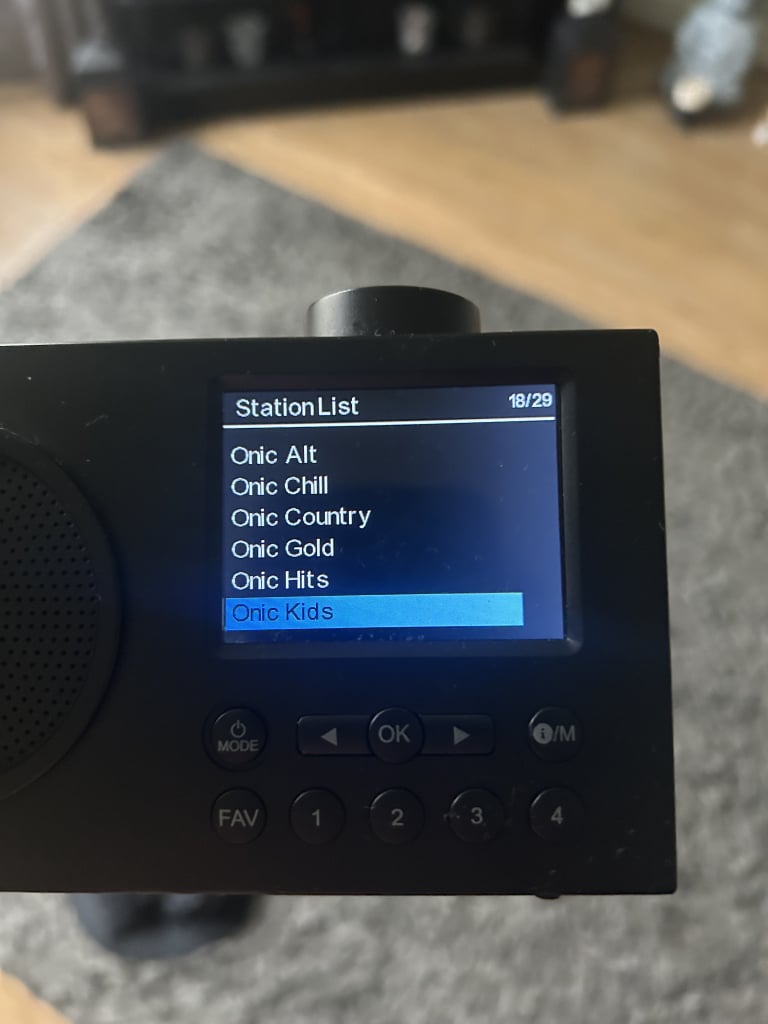 Station List 18/29
Onic Alt
Onic Chill
Onic Country
Onic Gold
Onic Hits
Onic Kids
MODE OK i/M
FAV 1 2 3 4